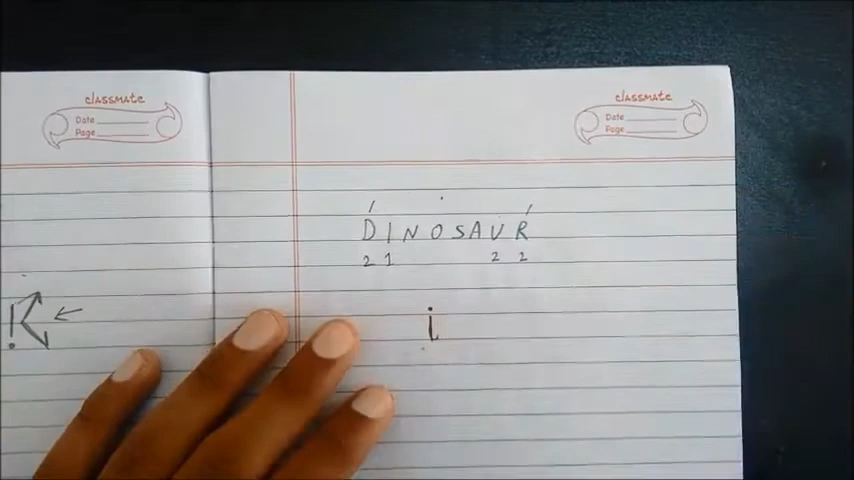 classmate
Date
Page
classmate
Date
Page
DINOSAUR
2 1 2 2
K
i